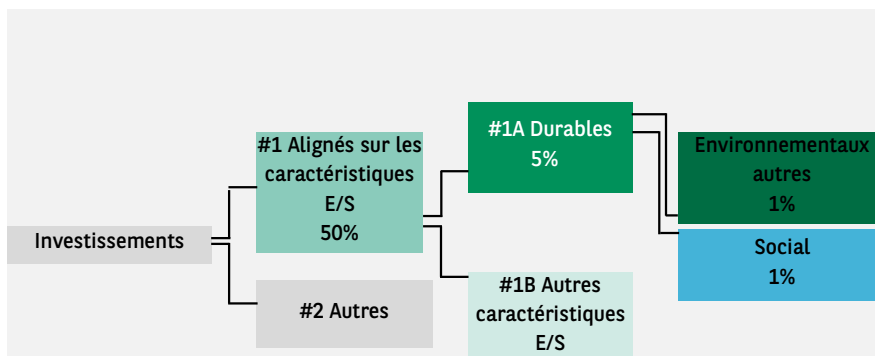 Investissements
#1 Alignés sur les
caractéristiques
E/S
50%
#2 Autres
#1A Durables
5%
#1B Autres
caractéristiques
E/S
Environnementaux
autres
1%
Social
1%